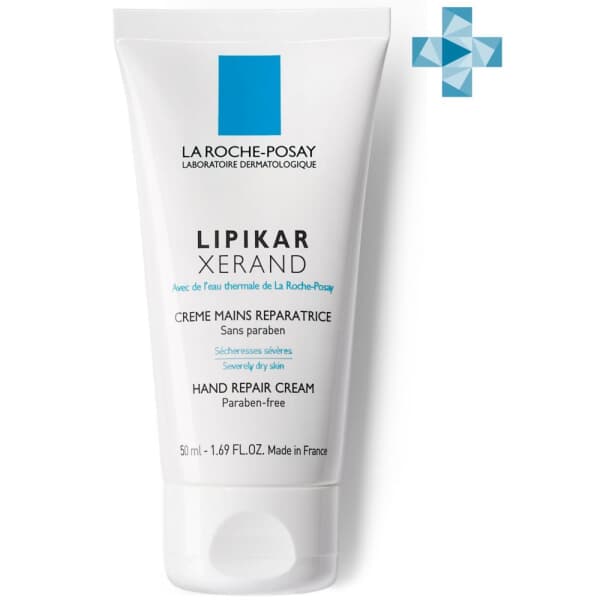 LA ROCHE-POSAY
LABORATOIRE DERMATOLOGIQUE
LIPIKAR
XERAND
Avec de l'eau thermale de La Roche-Posay
CREME MAINS REPARATRICE
Sans paraben
Sécheresses sévères
Severely dry skin
HAND REPAIR CREAM
Paraben-free
50 ml - 1.69 FL.OZ. Made in France